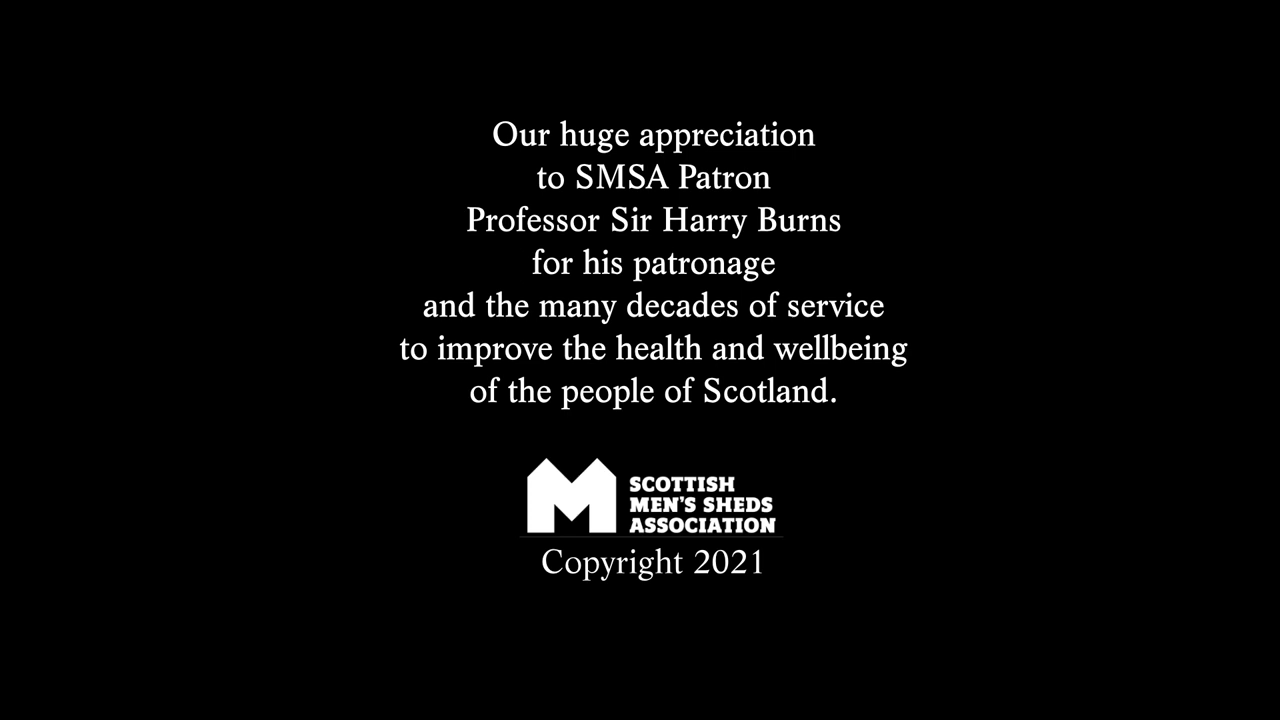 Our huge appreciation
to SMSA Patron
Professor Sir Harry Burns
for his patronage
and the many decades of service
to improve the health and wellbeing
of the people of Scotland.
SCOTTISH
MEN'S SHEDS
ASSOCIATION
Copyright 2021